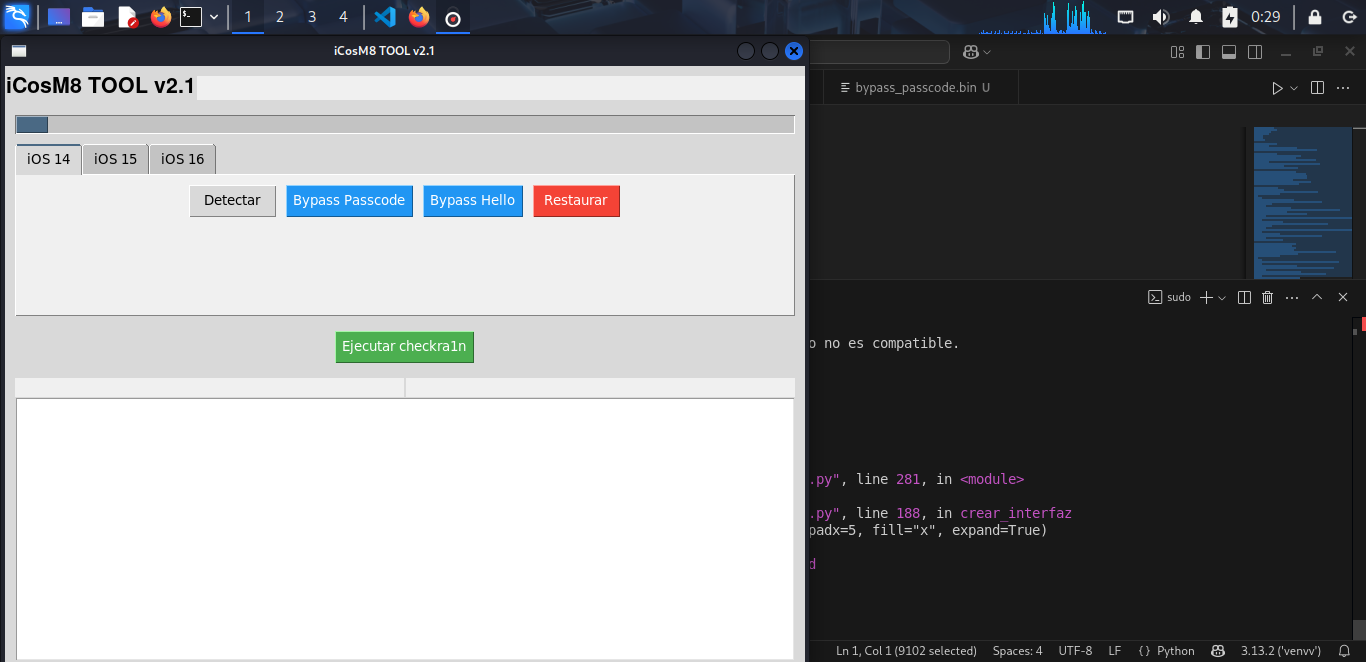 1 2 3 4 0:29
iCosM8 TOOL v2.1
iCosM8 TOOL v2.1
bypass_passcode.bin U
iOS 14 iOS 15 iOS 16
Detectar Bypass Passcode Bypass Hello Restaurar
sudo
Ejecutar checkra1n
o no es compatible.
.py", line 281, in <module>
.py", line 188, in crear_interfaz
padx=5, fill="x", expand=True)
d
Ln 1, Col 1 (9102 selected) Spaces: 4 UTF-8 LF {} Python 3.13.2 ('venvv')